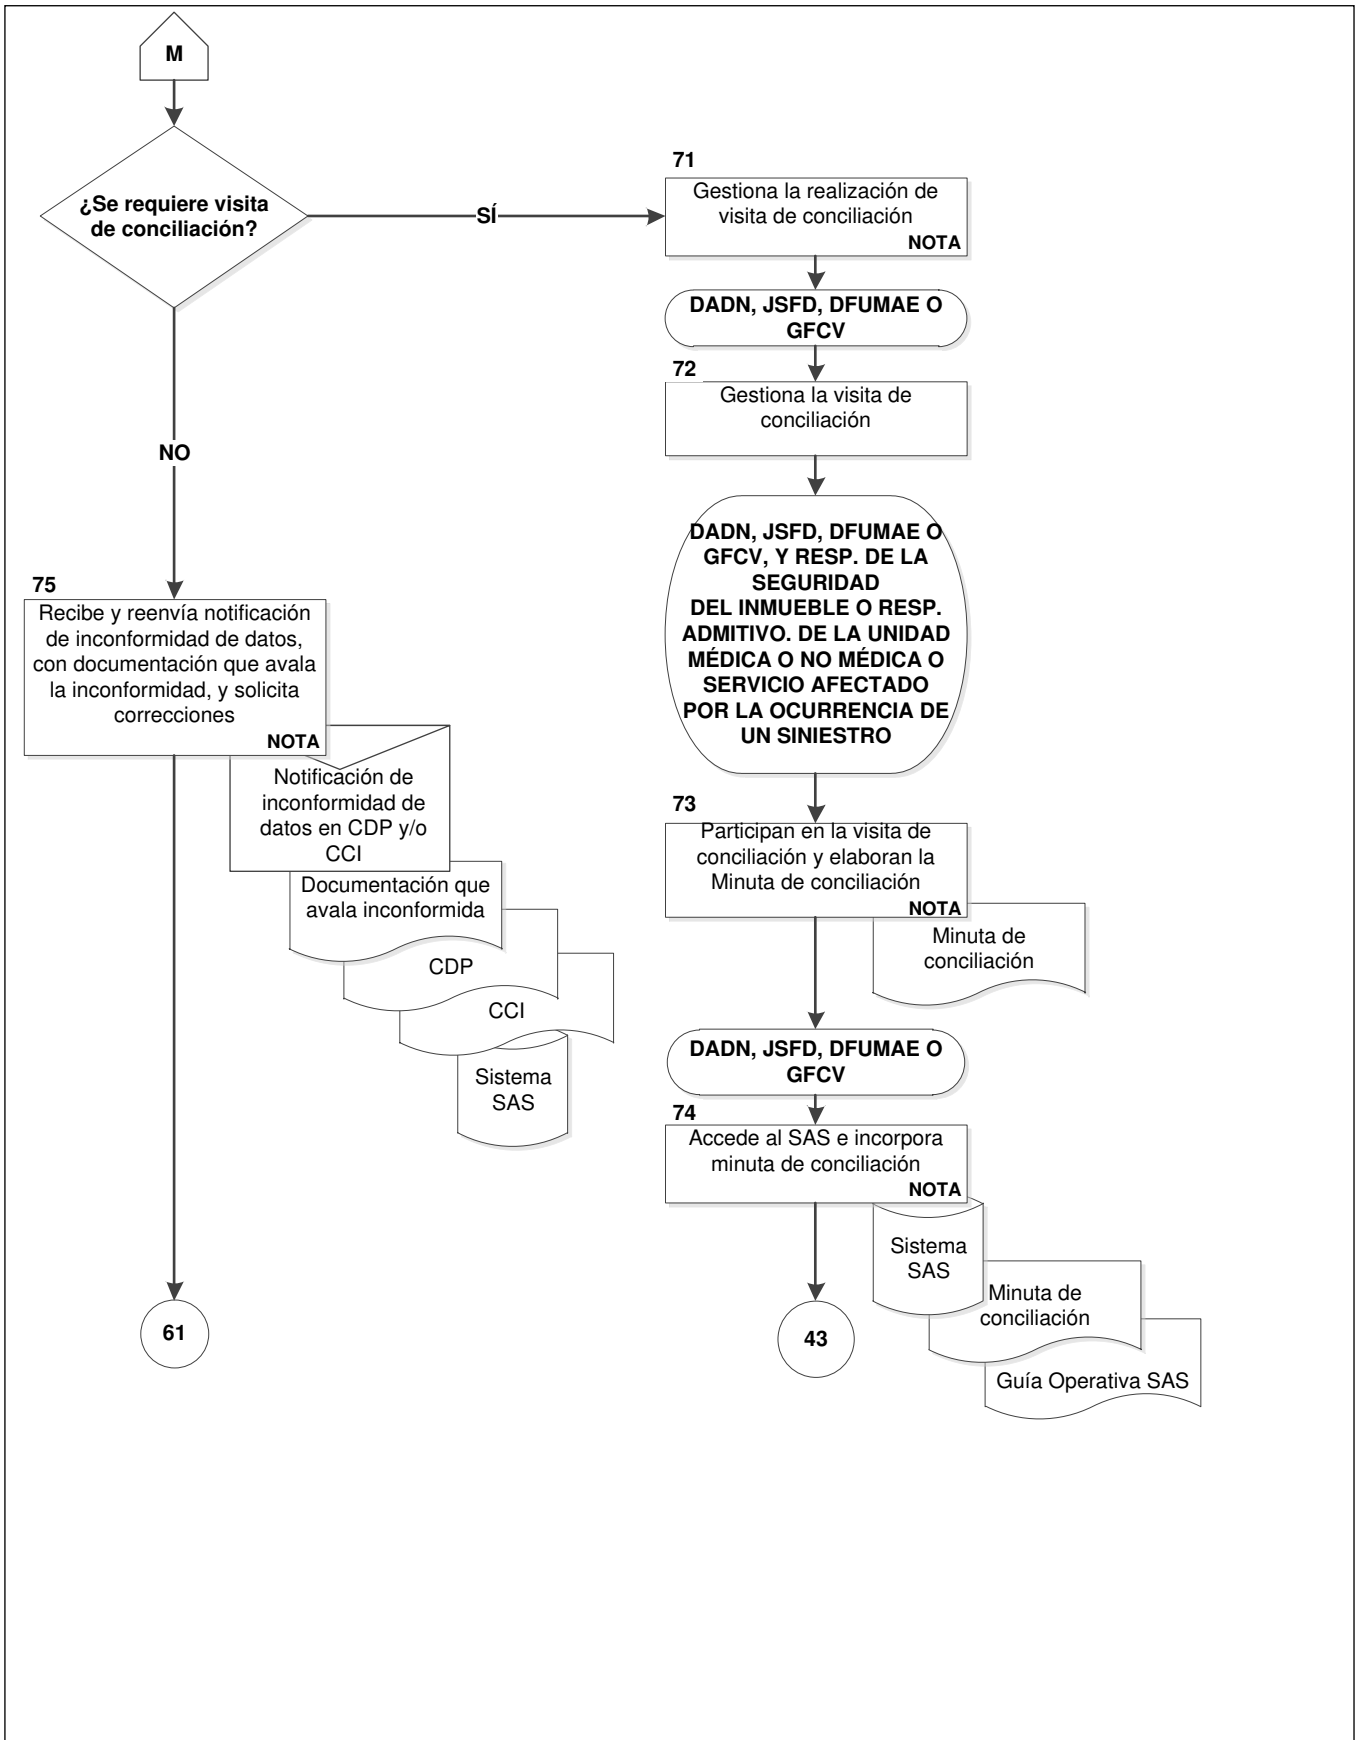 M
¿Se requiere visita
de conciliación?
SÍ
NO
71
Gestiona la realización de
visita de conciliación
NOTA
DADN, JSFD, DFUMAE O
GFCV
72
Gestiona la visita de
conciliación
DADN, JSFD, DFUMAE O
GFCV, Y RESP. DE LA
SEGURIDAD
DEL INMUEBLE O RESP.
ADMITIVO. DE LA UNIDAD
MÉDICA O NO MÉDICA O
SERVICIO AFECTADO
POR LA OCURRENCIA DE
UN SINIESTRO
73
Participan en la visita de
conciliación y elaboran la
Minuta de conciliación
NOTA
Minuta de
conciliación
DADN, JSFD, DFUMAE O
GFCV
74
Accede al SAS e incorpora
minuta de conciliación
NOTA
Sistema
SAS
Minuta de
conciliación
Guía Operativa SAS
43
75
Recibe y reenvía notificación
de inconformidad de datos,
con documentación que avala
la inconformidad, y solicita
correcciones
NOTA
Notificación de
inconformidad de
datos en CDP y/o
CCI
Documentación que
avala inconformida
CDP
CCI
Sistema
SAS
61